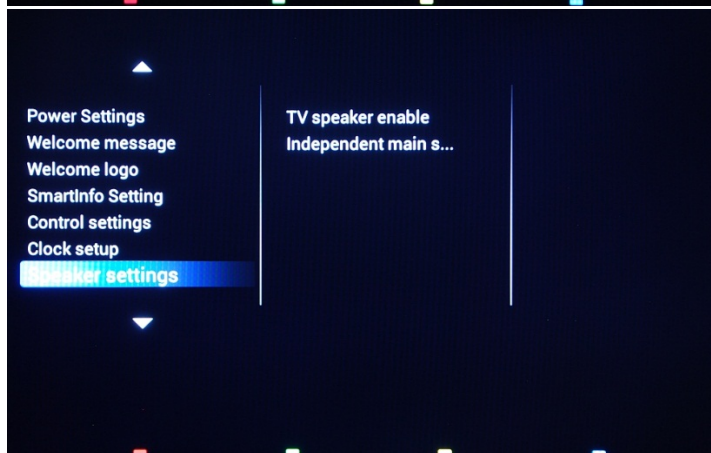 Power Settings
Welcome message
Welcome logo
SmartInfo Setting
Control settings
Clock setup
Speaker settings
TV speaker enable
Independent main s...